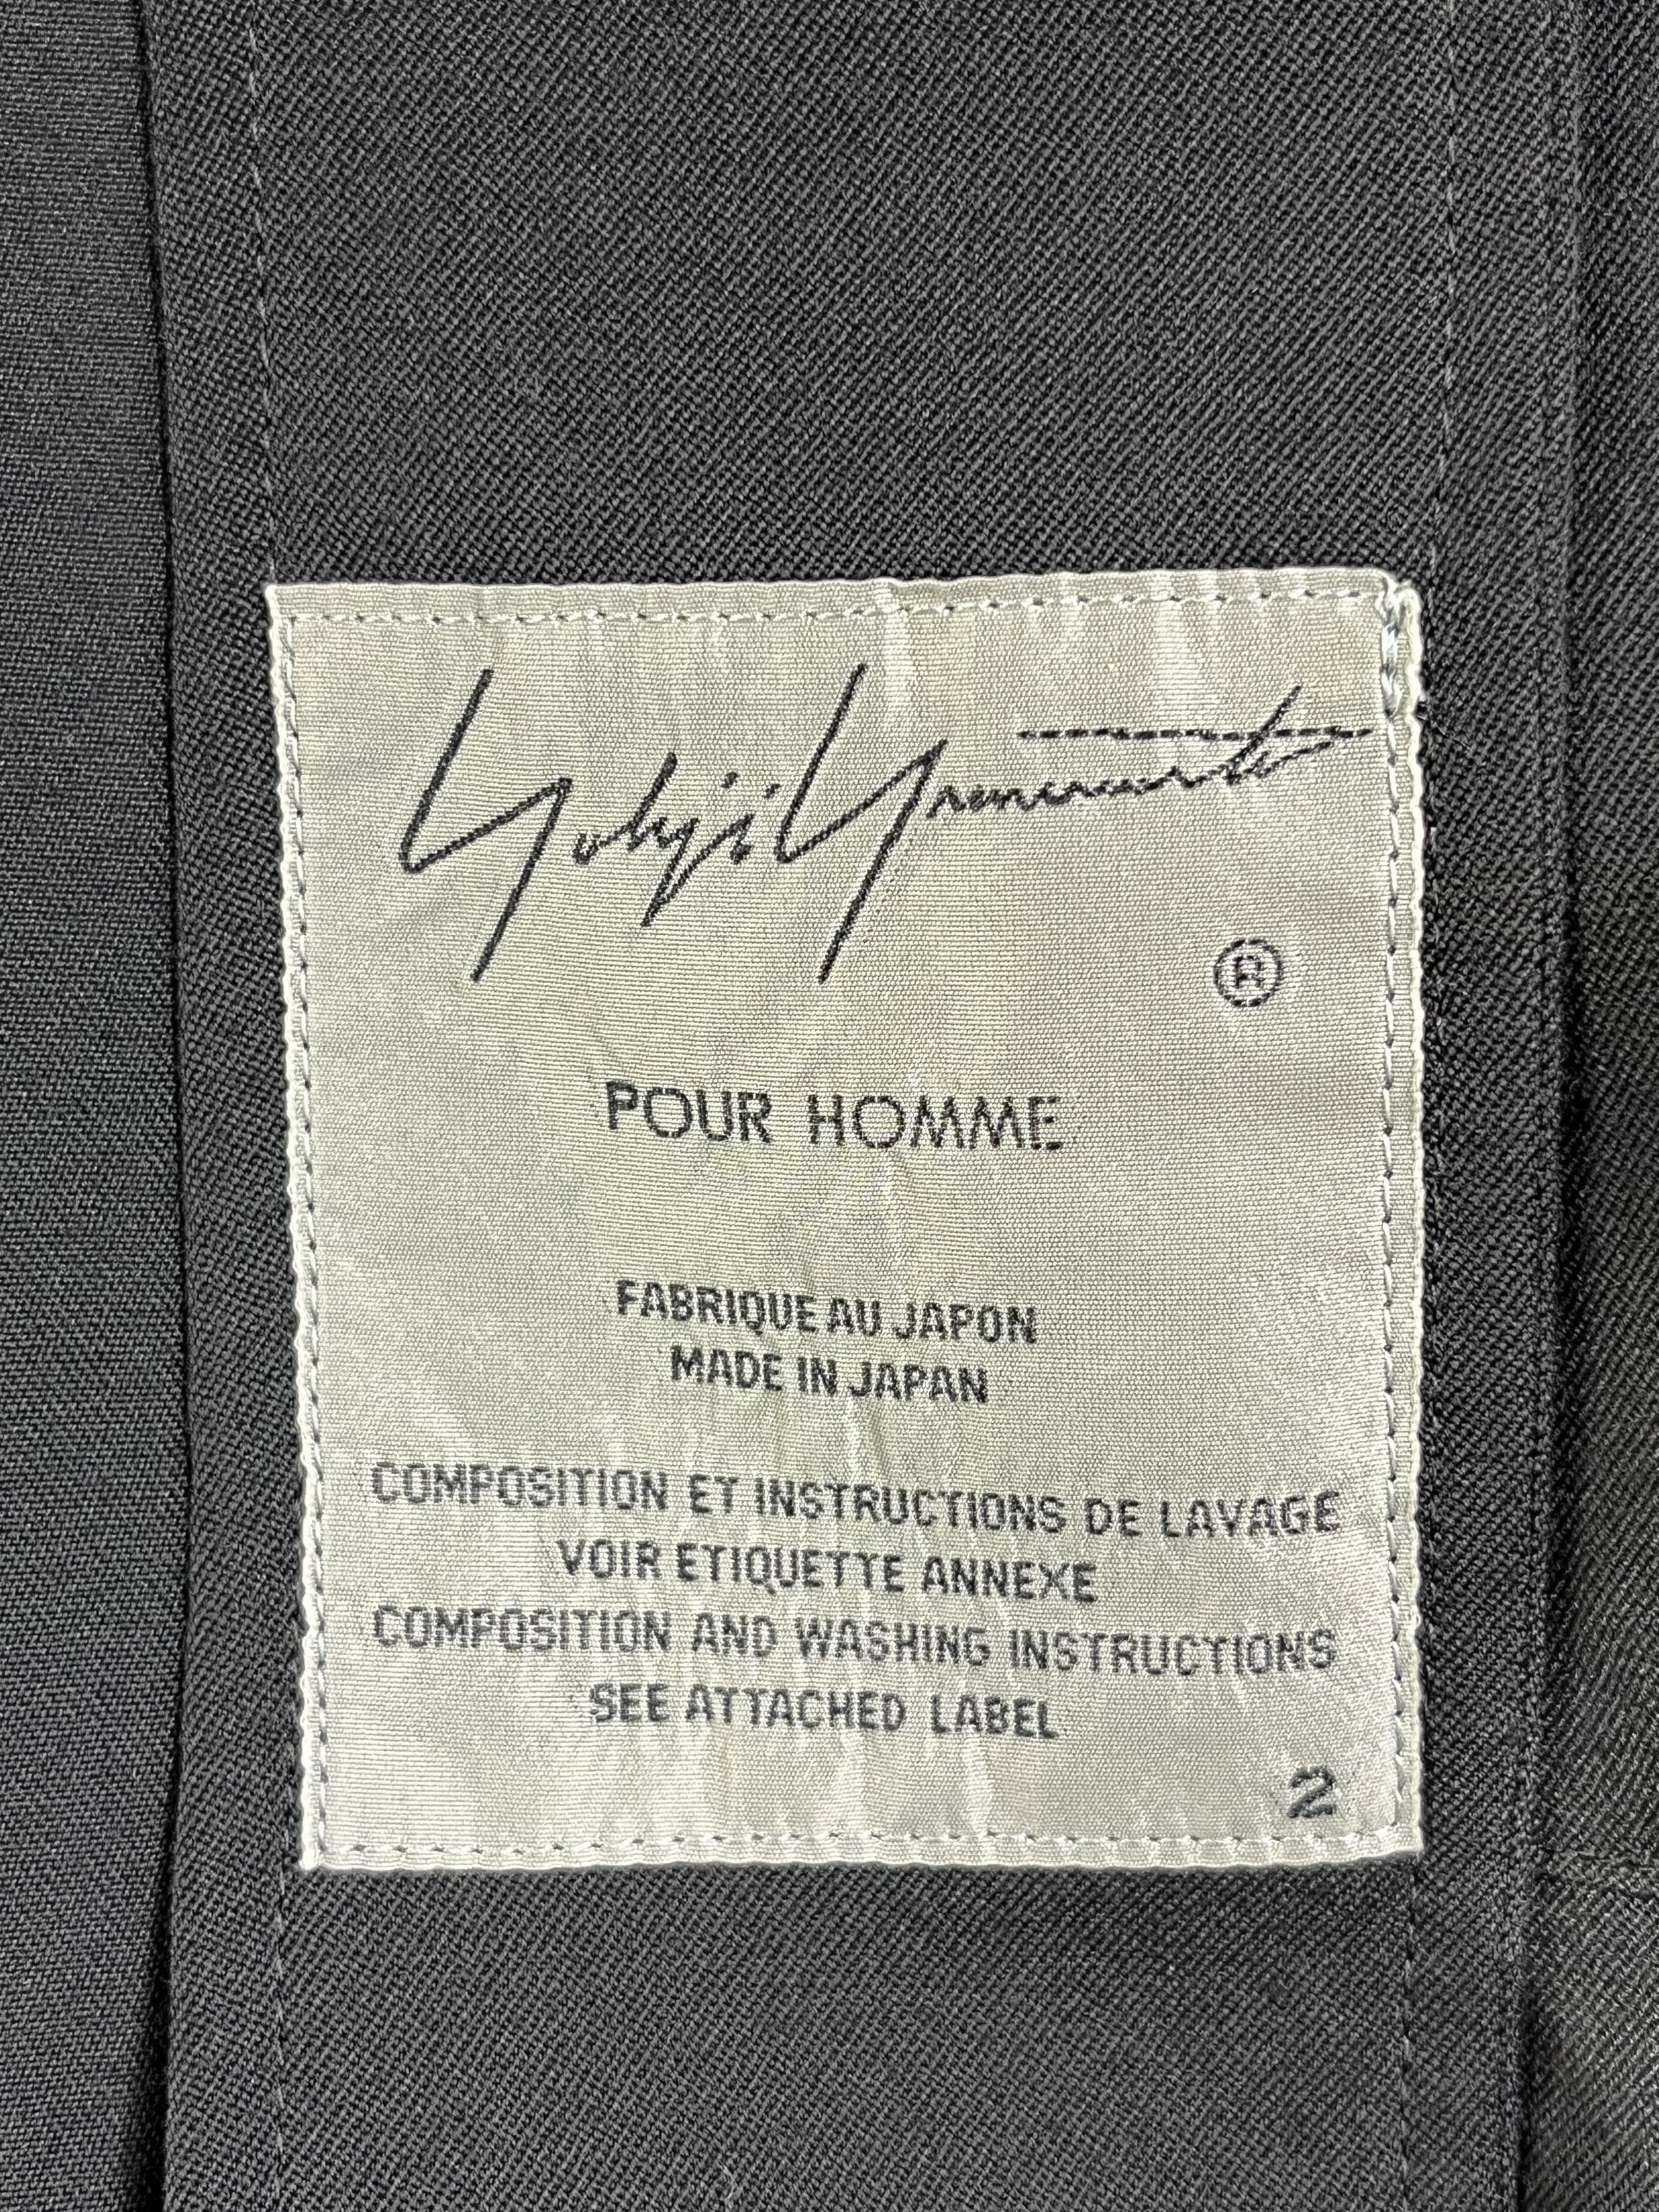 Yohji Yamamoto
®
POUR HOMME
FABRIQUE AU JAPON
MADE IN JAPAN
COMPOSITION ET INSTRUCTIONS DE LAVAGE
VOIR ETIQUETTE ANNEXE
COMPOSITION AND WASHING INSTRUCTIONS
SEE ATTACHED LABEL
2